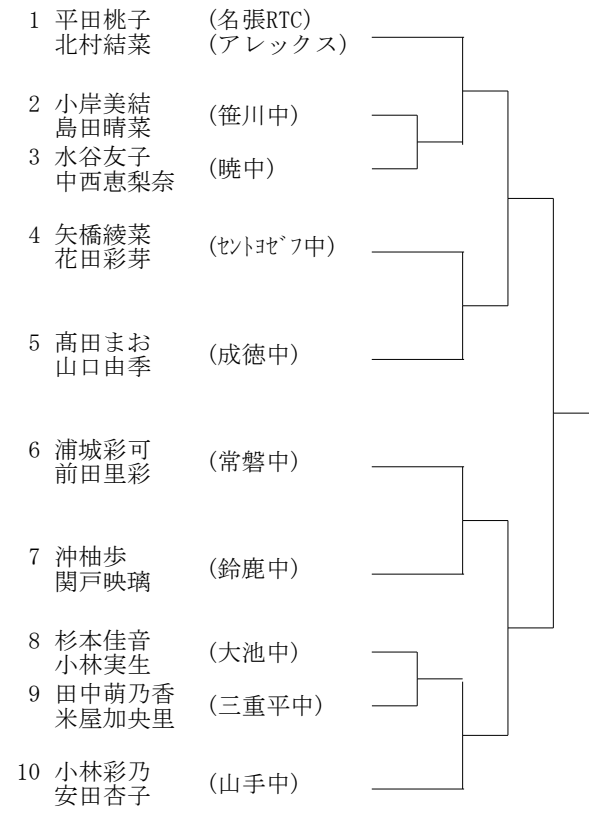 1 平田桃子 (名張RTC)
北村結菜 (アレックス)
2 小岸美結
島田晴菜 (笹川中)
3 水谷友子
中西恵梨奈 (暁中)
4 矢橋綾菜
花田彩芽 (ｾﾝﾄﾖｾﾞﾌ中)
5 髙田まお
山口由季 (成徳中)
6 浦城彩可
前田里彩 (常磐中)
7 沖柚歩
関戸映璃 (鈴鹿中)
8 杉本佳音
小林実生 (大池中)
9 田中萌乃香
米屋加央里 (三重平中)
10 小林彩乃
安田杏子 (山手中)